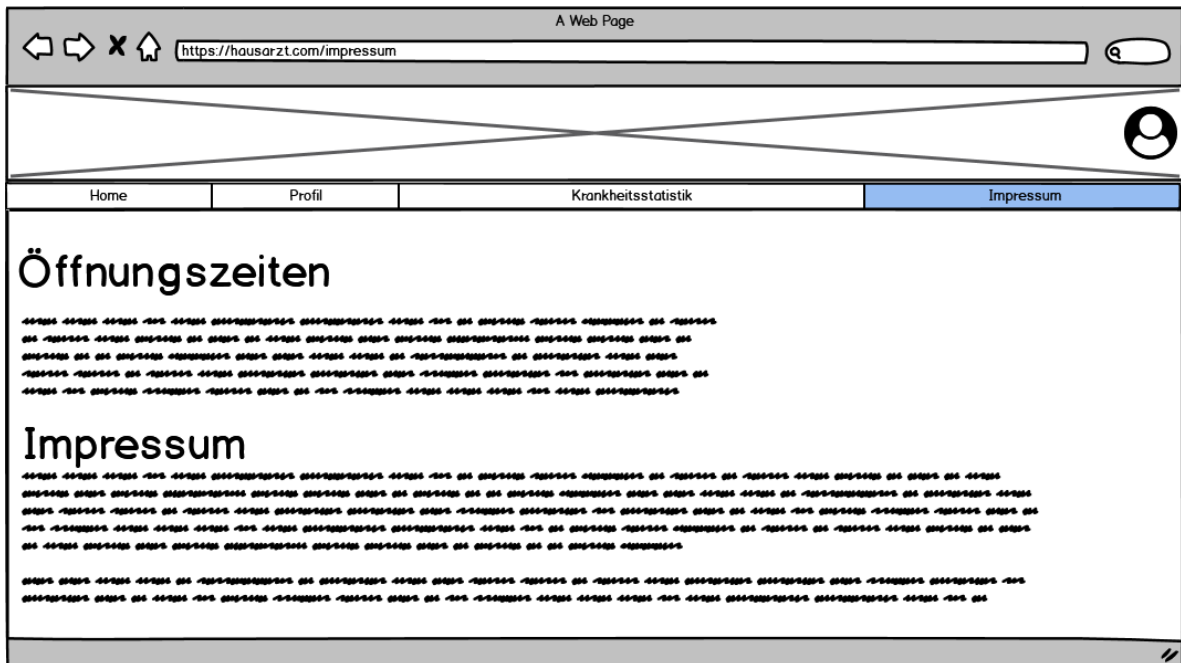 A Web Page
https://hausarzt.com/impressum
Home Profil Krankheitsstatistik Impressum
Öffnungszeiten
Impressum